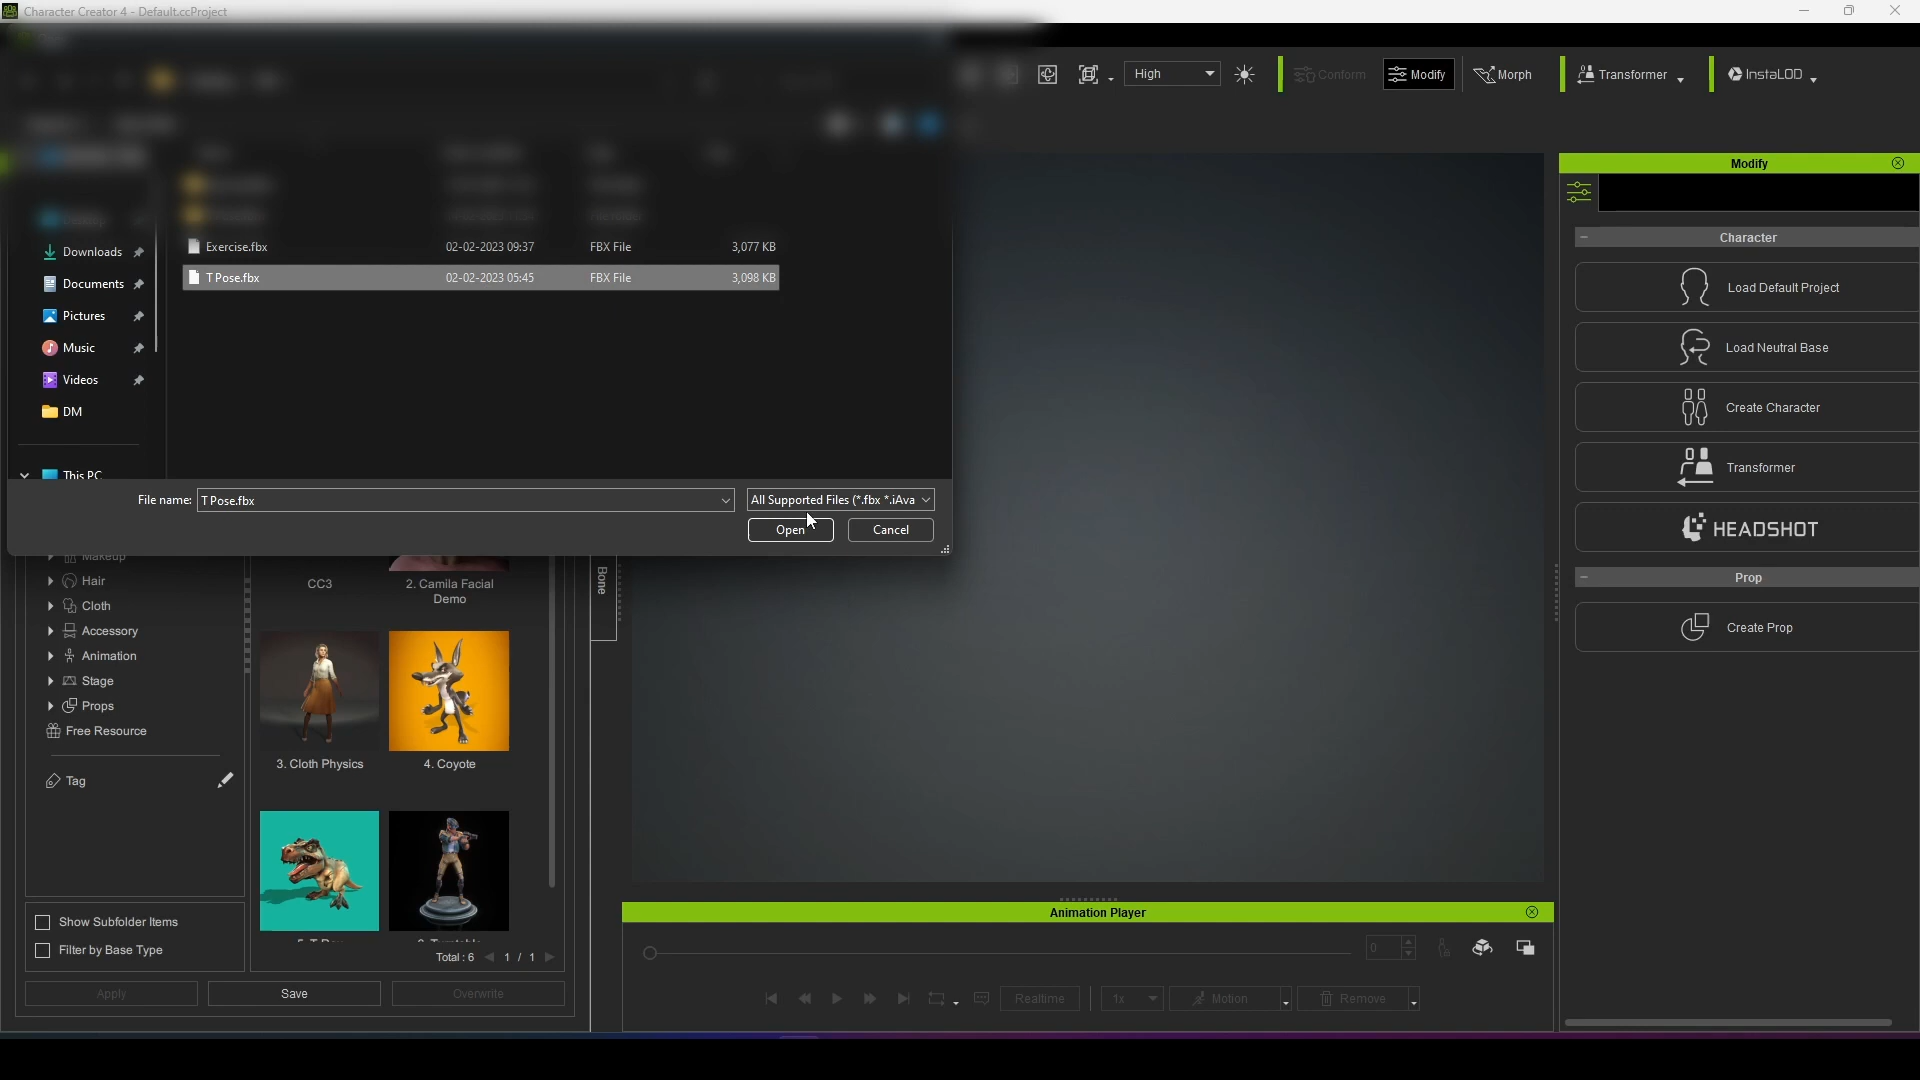 Character Creator 4 - Default.ccProject
High
Conform
Modify
Morph
Transformer
InstaLOD
Downloads
Documents
Pictures
Music
Videos
DM
This PC
Exercise.fbx 02-02-2023 09:37 FBX File 3,077 KB
T Pose.fbx 02-02-2023 05:45 FBX File 3,098 KB
File name: T Pose.fbx All Supported Files (*.fbx *.iAva
Open Cancel
Makeup
Hair
Cloth
Accessory
Animation
Stage
Props
Free Resource
Tag
Show Subfolder Items
Filter by Base Type
CC3
2. Camila Facial
Demo
3. Cloth Physics
4. Coyote
Total : 6 1 / 1
Apply Save Overwrite
Bone
Animation Player
0
Realtime 1x Motion Remove
Modify
Character
Load Default Project
Load Neutral Base
Create Character
Transformer
HEADSHOT
Prop
Create Prop